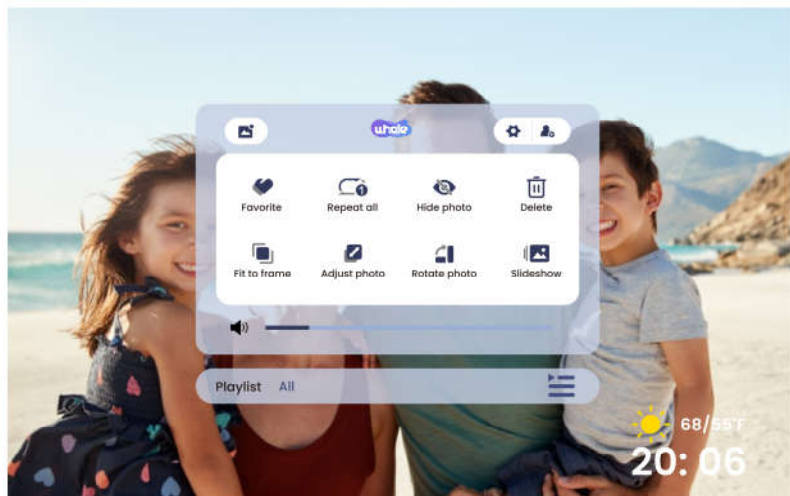 whale
Favorite Repeat all Hide photo Delete
1
Fit to frame Adjust photo Rotate photo Slideshow
Playlist All
68/55°F
20: 06